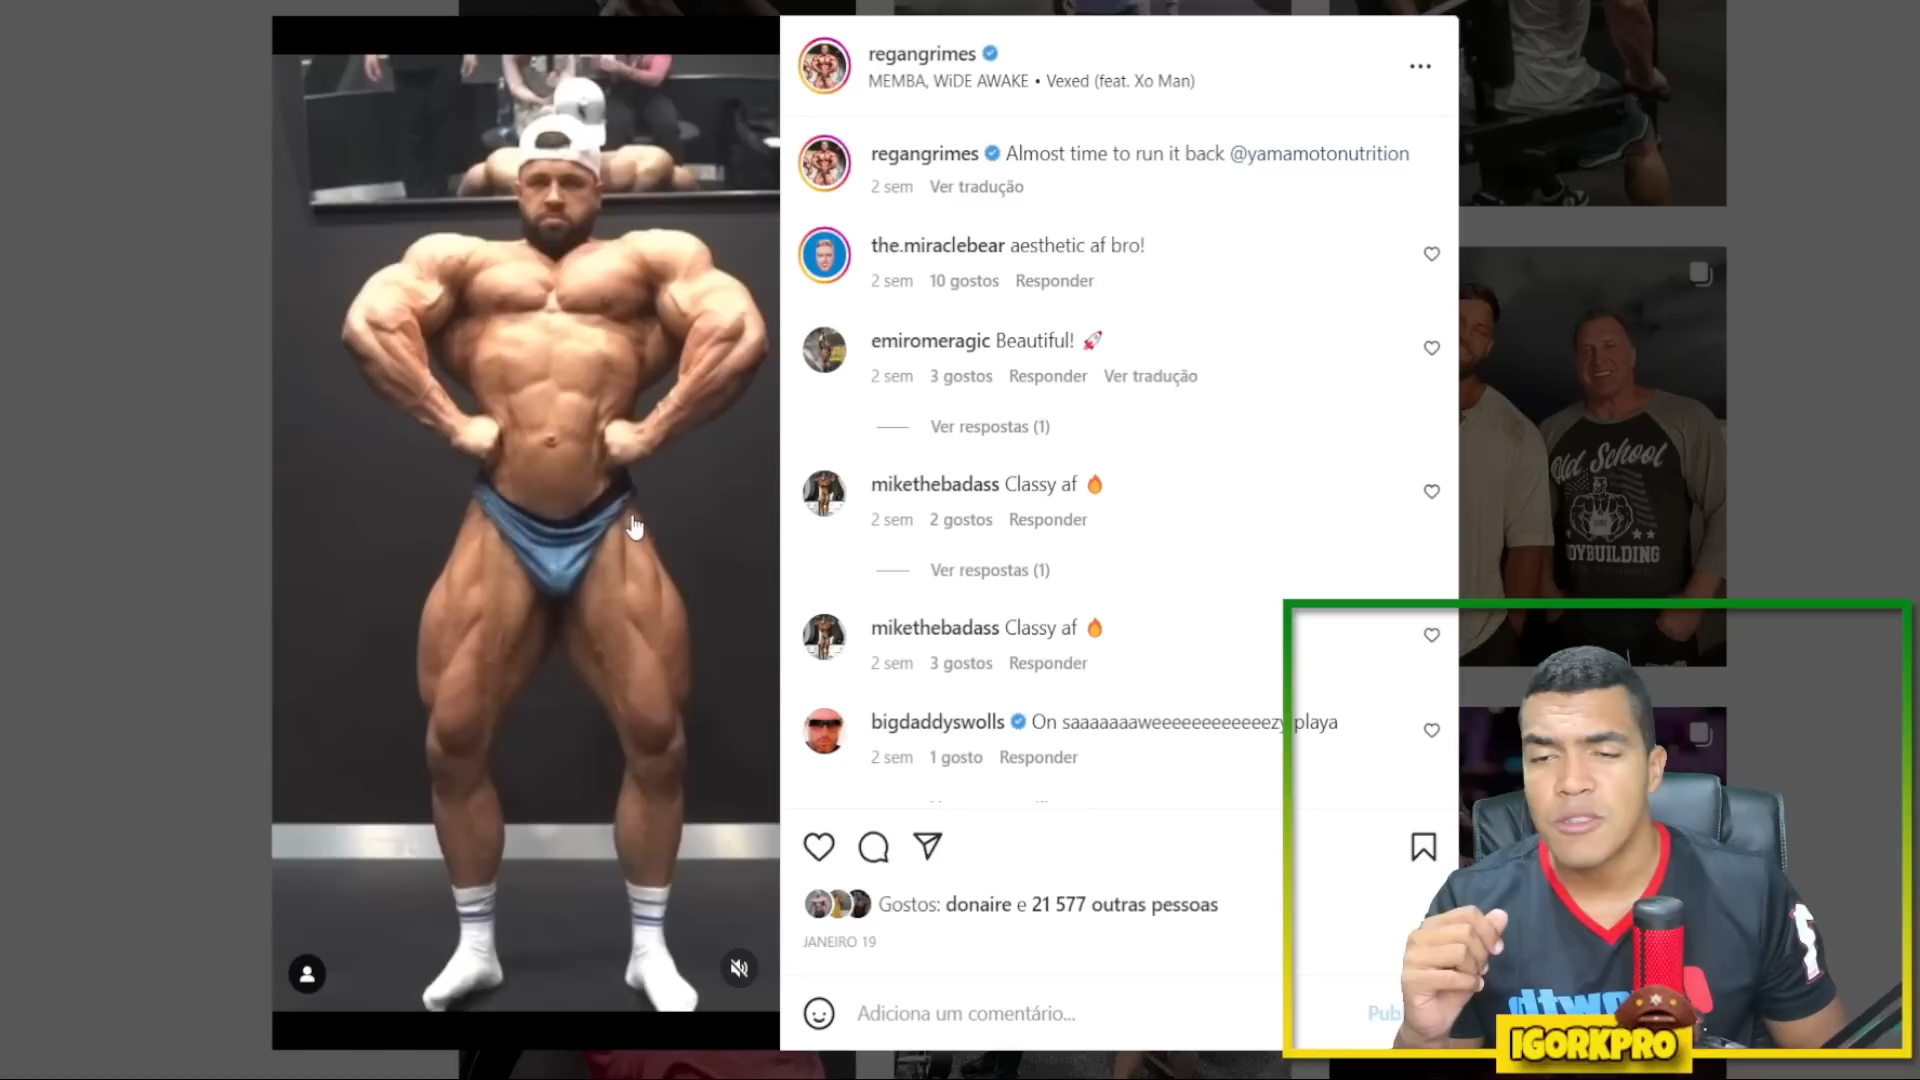 regangrimes
MEMBA, WiDE AWAKE • Vexed (feat. Xo Man)
regangrimes Almost time to run it back @yamamotonutrition
2 sem Ver tradução
the.miraclebear aesthetic af bro!
2 sem 10 gostos Responder
emiromeragic Beautiful! 🚀
2 sem 3 gostos Responder Ver tradução
Ver respostas (1)
mikethebadass Classy af 🔥
2 sem 2 gostos Responder
Ver respostas (1)
mikethebadass Classy af 🔥
2 sem 3 gostos Responder
bigdaddyswolls On saaaaaaaweeeeeeeeeeeezy playa
2 sem 1 gosto Responder
Gostos: donaire e 21 577 outras pessoas
JANEIRO 19
Adiciona um comentário...
Pub
Old School
IGORKPRO